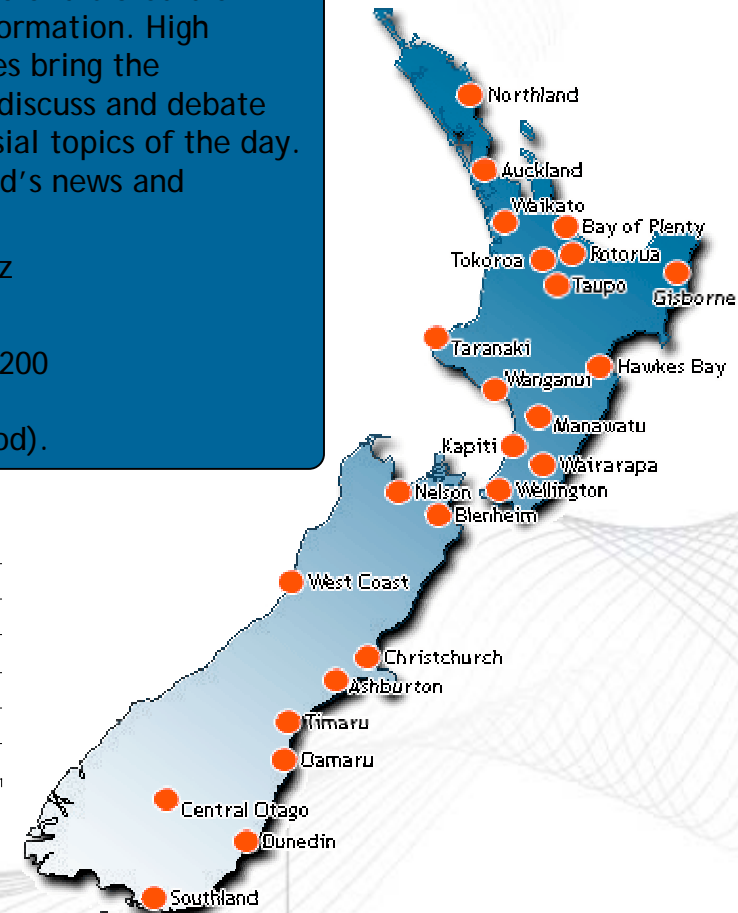 ormation. High
es bring the
discuss and debate
sial topics of the day.
d's news and
z
200
od).
Northland
Auckland
Waikato
Bay of Plenty
Tokoroa
Rotorua
Taupo
Gisborne
Taranaki
Hawkes Bay
Wanganui
Manawatu
Kapiti
Wairarapa
Nelson
Wellington
Blenheim
West Coast
Christchurch
Ashburton
Timaru
Oamaru
Central Otago
Dunedin
Southland